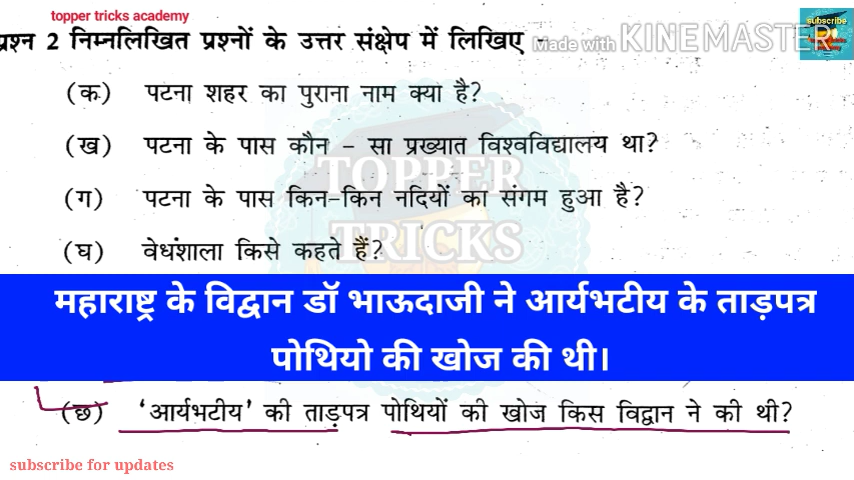 topper tricks academy
प्रश्न 2 निम्नलिखित प्रश्नों के उत्तर संक्षेप में लिखिए -
Made with KINEMASTER
subscribe
(क) पटना शहर का पुराना नाम क्या है?
(ख) पटना के पास कौन - सा प्रख्यात विश्वविद्यालय था?
(ग) पटना के पास किन-किन नदियों का संगम हुआ है?
TOPPER
TRICKS
(घ) वेधशाला किसे कहते हैं?
महाराष्ट्र के विद्वान डॉ भाऊदाजी ने आर्यभटीय के ताड़पत्र
पोथियो की खोज की थी।
(छ) 'आर्यभटीय' की ताड़पत्र पोथियों की खोज किस विद्वान ने की थी?
subscribe for updates